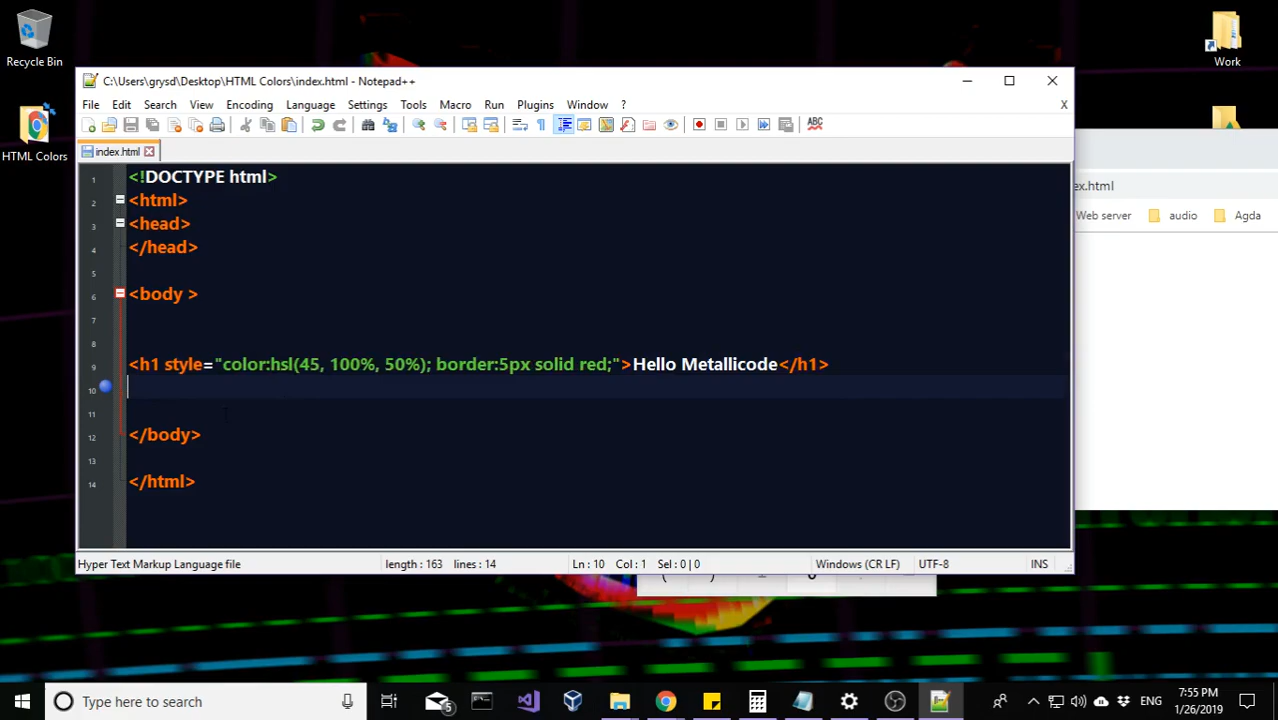 Recycle Bin
HTML Colors
Work
C:\Users\grysd\Desktop\HTML Colors\index.html - Notepad++
File Edit Search View Encoding Language Settings Tools Macro Run Plugins Window ? X
ABC
index.html
1 <!DOCTYPE html>
2 <html>
3 <head>
4 </head>
5
6 <body >
7
8
9 <h1 style="color:hsl(45, 100%, 50%); border:5px solid red;">Hello Metallicode</h1>
10
11
12 </body>
13
14 </html>
ex.html
Web server audio Agda
Hyper Text Markup Language file length : 163 lines : 14 Ln : 10 Col : 1 Sel : 0 | 0 Windows (CR LF) UTF-8 INS
Type here to search
5
ENG
7:55 PM
1/26/2019